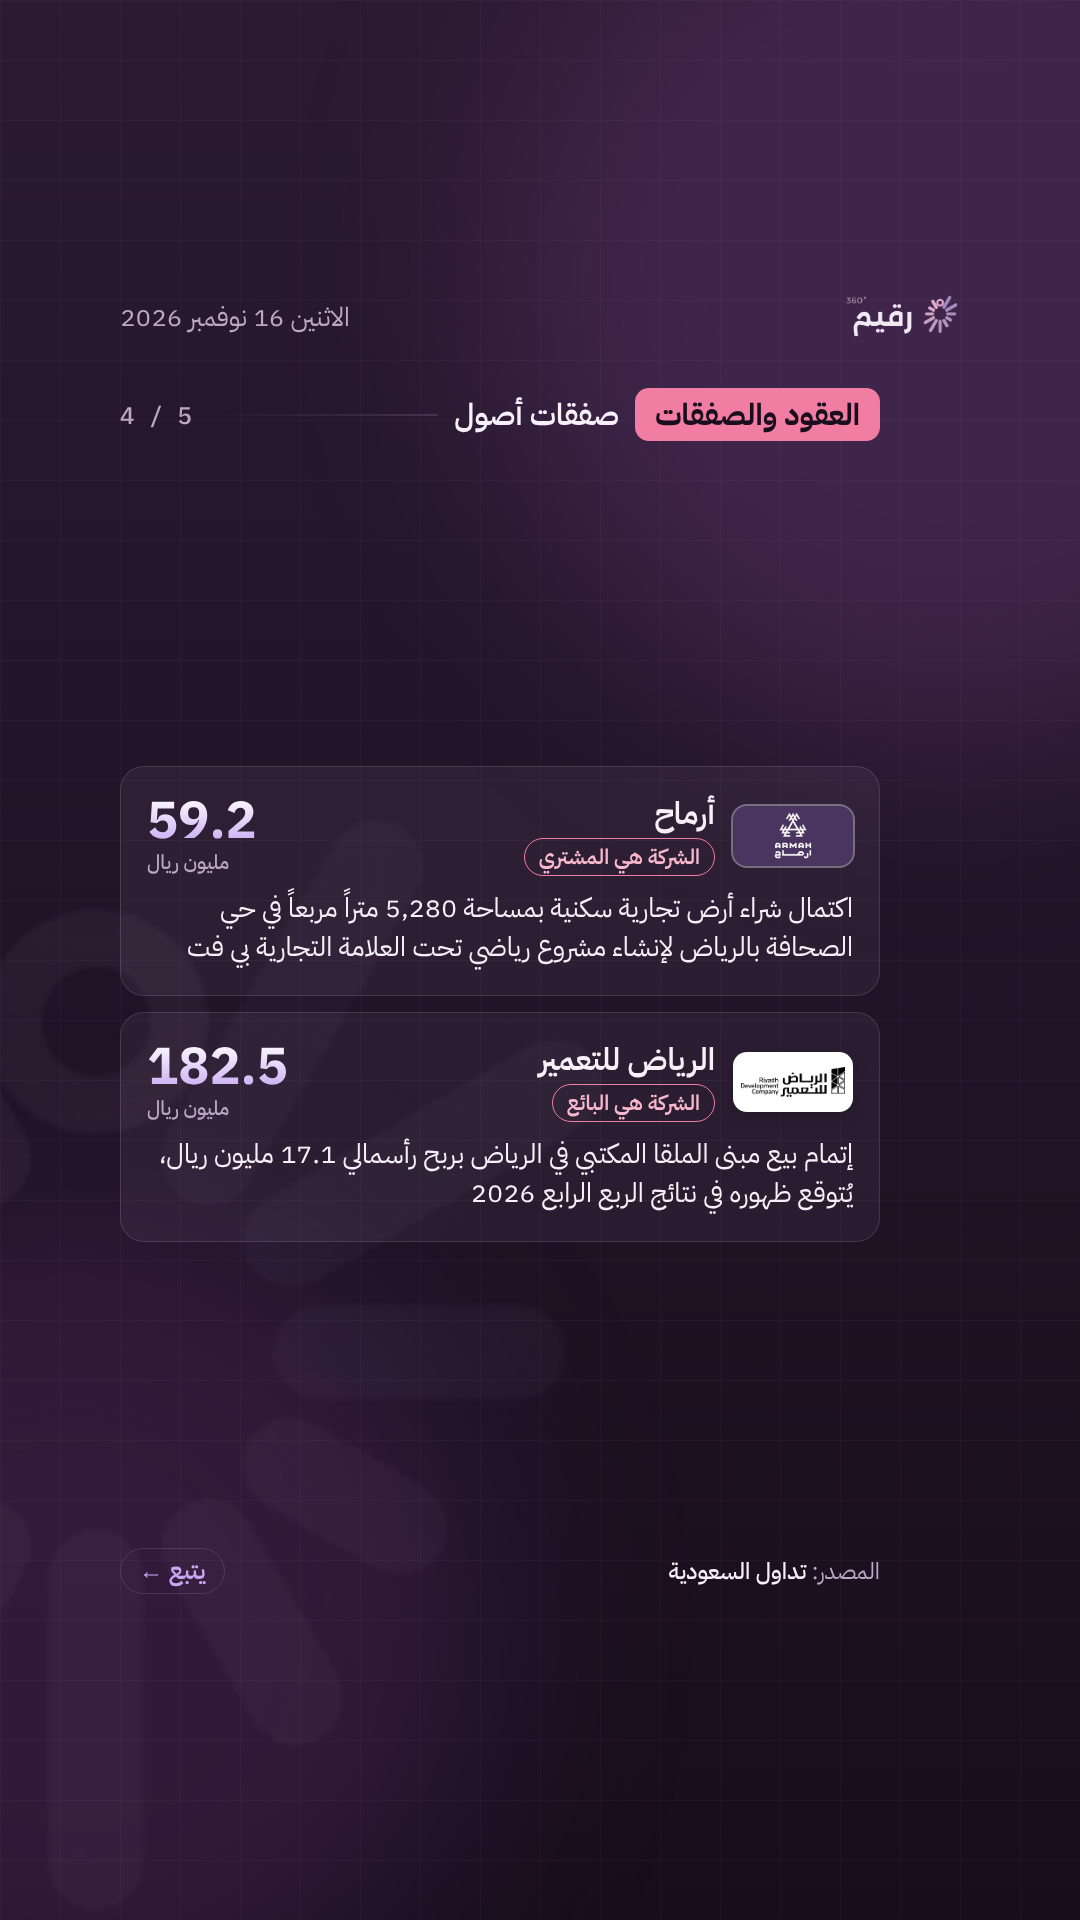 رقيم
360°
الاثنين 16 نوفمبر 2026
العقود والصفقات
صفقات أصول
4 / 5
ARMAH
ارماح
أرماح
الشركة هي المشتري
59.2
مليون ريال
اكتمال شراء أرض تجارية سكنية بمساحة 5,280 متراً مربعاً في حي
الصحافة بالرياض لإنشاء مشروع رياضي تحت العلامة التجارية بي فت
الرياض
للتعمير
Riyadh
Development
Company
الرياض للتعمير
الشركة هي البائع
182.5
مليون ريال
إتمام بيع مبنى الملقا المكتبي في الرياض بربح رأسمالي 17.1 مليون ريال،
يُتوقع ظهوره في نتائج الربع الرابع 2026
المصدر: تداول السعودية
يتبع ←